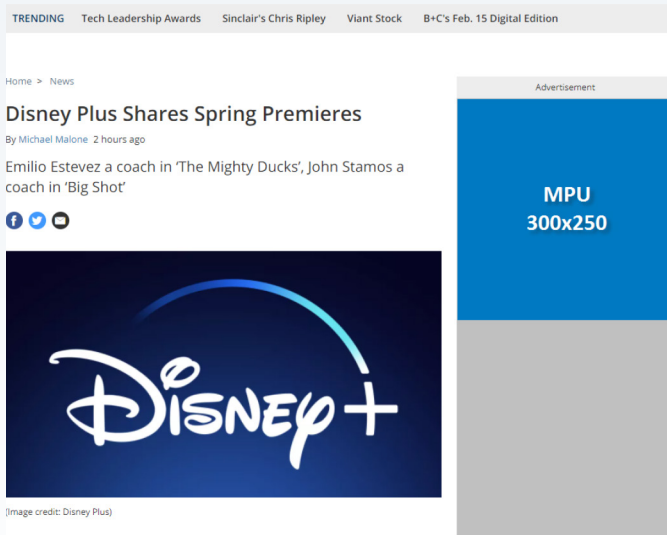 TRENDING Tech Leadership Awards Sinclair's Chris Ripley Viant Stock B+C's Feb. 15 Digital Edition
Home > News
Disney Plus Shares Spring Premieres
By Michael Malone 2 hours ago
Emilio Estevez a coach in ‘The Mighty Ducks’, John Stamos a
coach in ‘Big Shot’
Disney+
(Image credit: Disney Plus)
Advertisement
MPU
300x250